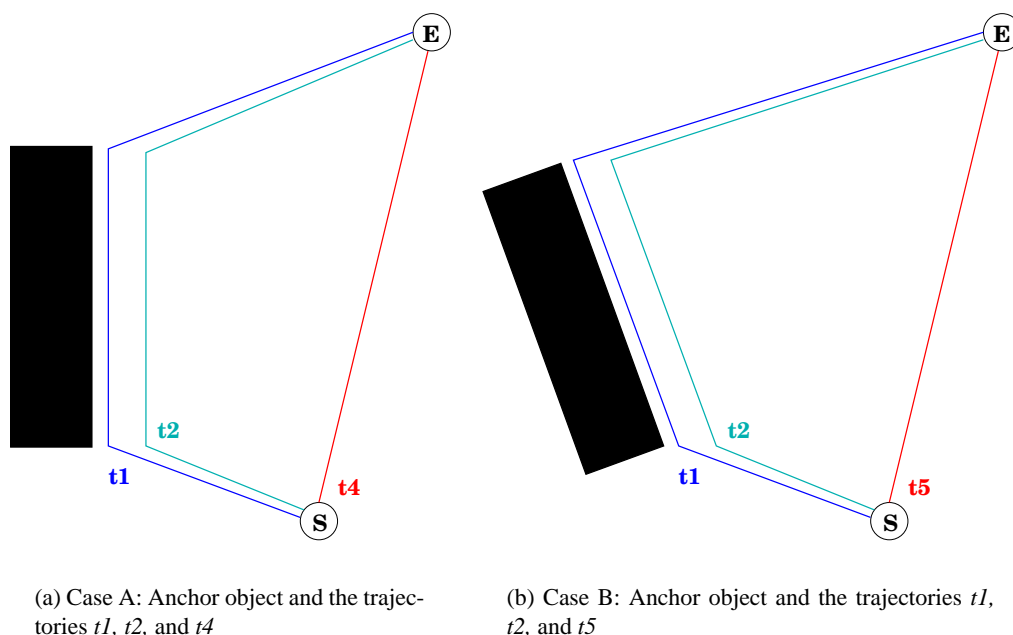 E
E
t2
t2
t1
t4
t1
t5
S
S
(a) Case A: Anchor object and the trajec-
tories t1, t2, and t4
(b) Case B: Anchor object and the trajectories t1,
t2, and t5